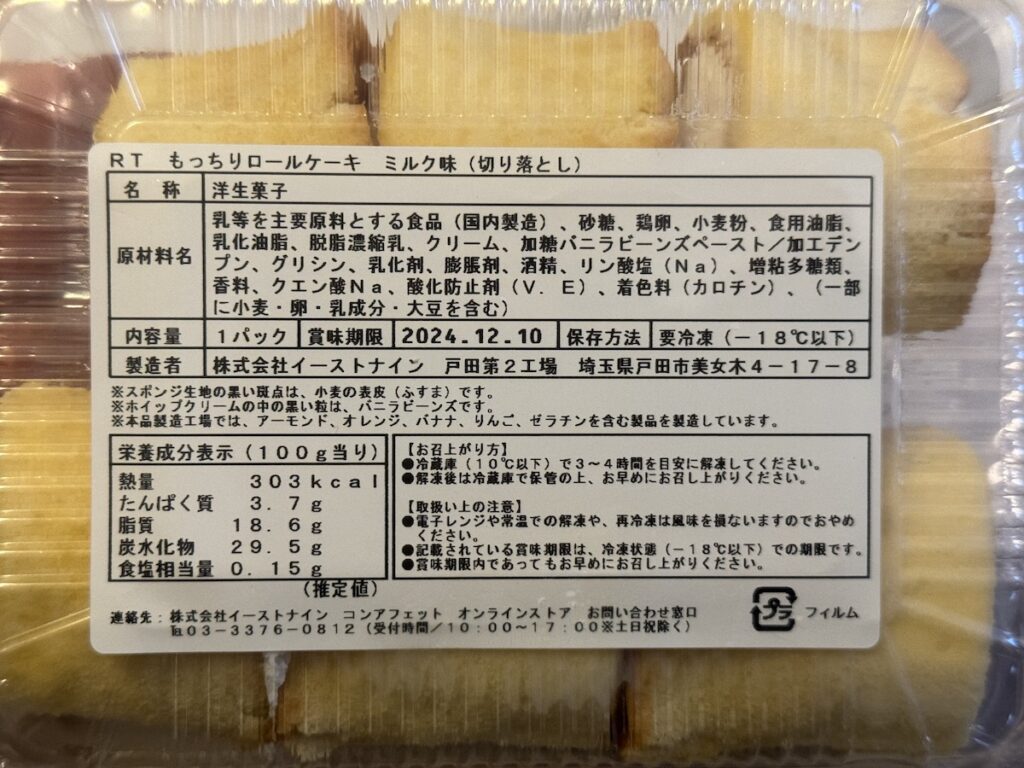 RT もっちりロールケーキ ミルク味(切り落とし)
名 称 洋生菓子
原材料名 乳等を主要原料とする食品(国内製造)、砂糖、鶏卵、小麦粉、食用油脂、
乳化油脂、脱脂濃縮乳、クリーム、加糖バニラビーンズペースト/加工デン
プン、グリシン、乳化剤、膨脹剤、酒精、リン酸塩(Na)、増粘多糖類、
香料、クエン酸Na、酸化防止剤(V.E)、着色料(カロチン)、(一部
に小麦・卵・乳成分・大豆を含む)
内容量 1パック 賞味期限 2024.12.10 保存方法 要冷凍(−18℃以下)
製造者 株式会社イーストナイン 戸田第2工場 埼玉県戸田市美女木4−17−8
※スポンジ生地の黒い斑点は、小麦の表皮(ふすま)です。
※ホイップクリームの中の黒い粒は、バニラビーンズです。
※本品製造工場では、アーモンド、オレンジ、バナナ、りんご、ゼラチンを含む製品を製造しています。
栄養成分表示(100g当り)
熱量 303kcal
たんぱく質 3.7g
脂質 18.6g
炭水化物 29.5g
食塩相当量 0.15g
(推定値)
【お召上がり方】
●冷蔵庫(10℃以下)で3〜4時間を目安に解凍してください。
●解凍後は冷蔵庫で保管の上、お早めにお召し上がりください。
【取扱い上の注意】
●電子レンジや常温での解凍や、再冷凍は風味を損ないますのでおやめ
ください。
●記載されている賞味期限は、冷凍状態(−18℃以下)での期限です。
●賞味期限内であってもお早めにお召し上がりください。
連絡先:株式会社イーストナイン コンアフェット オンラインストア お問い合わせ窓口
℡03−3376−0812(受付時間/10:00〜17:00※土日祝除く)
プラ フィルム